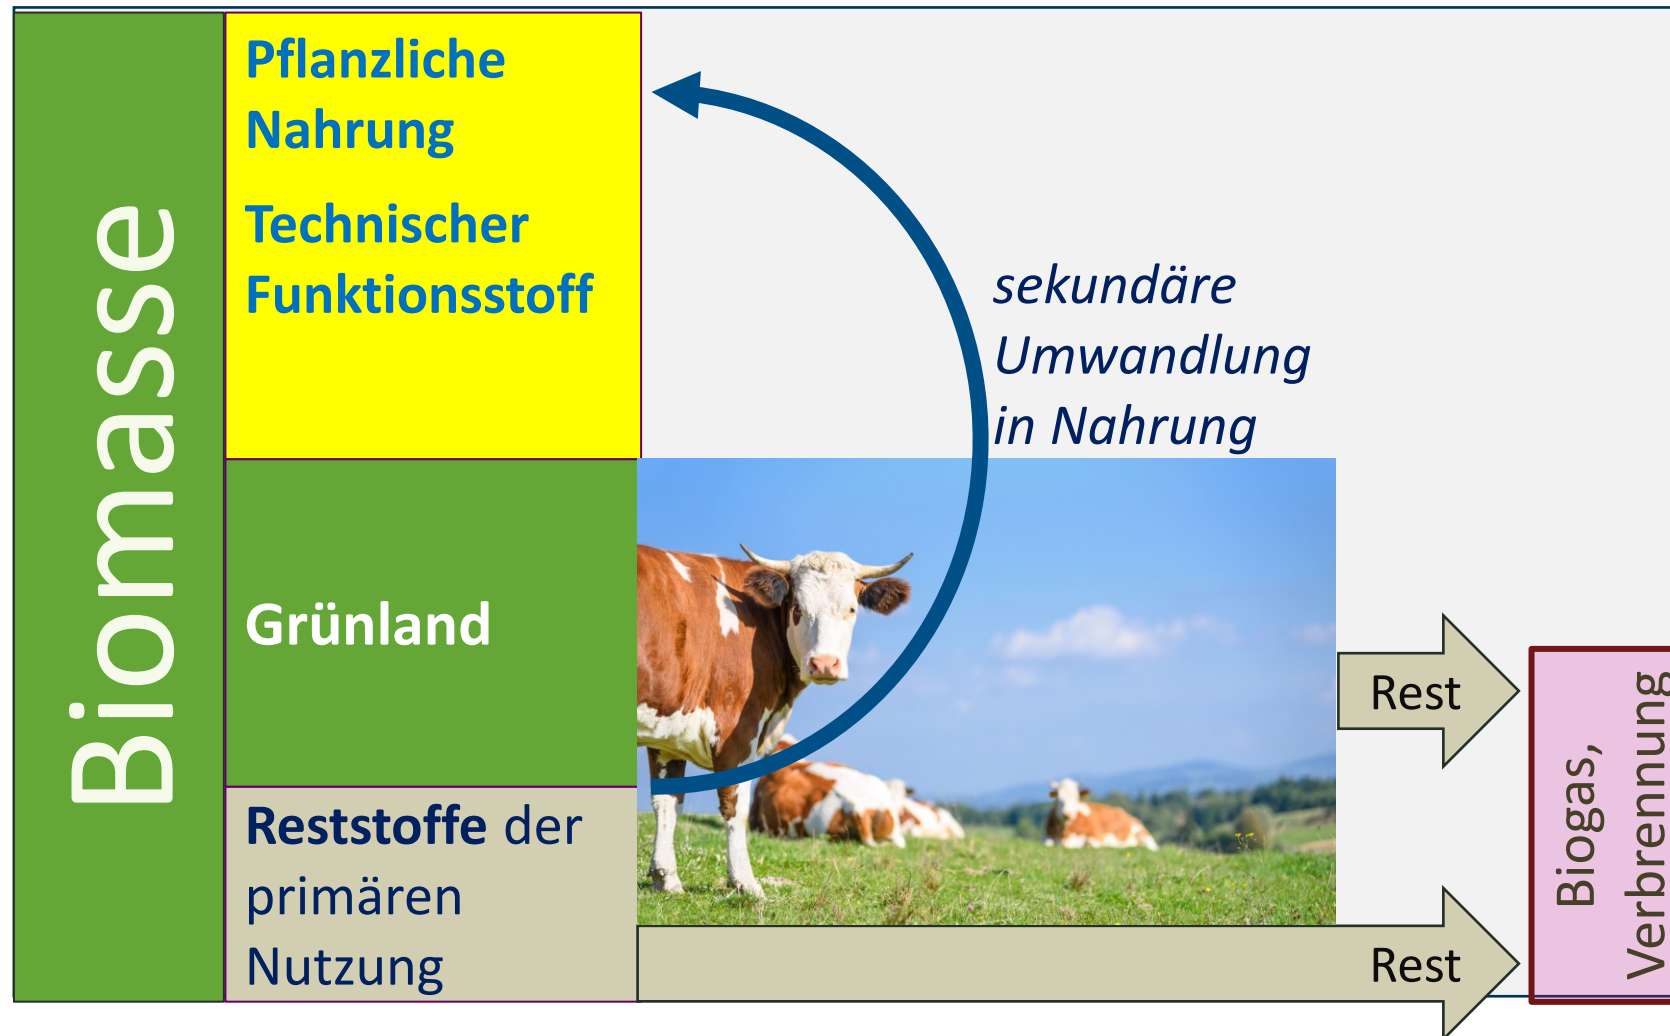 Biomasse
Pflanzliche
Nahrung
Technischer
Funktionsstoff
sekundäre
Umwandlung
in Nahrung
Grünland
Reststoffe der
primären
Nutzung
Rest
Rest
Biogas,
Verbrennung